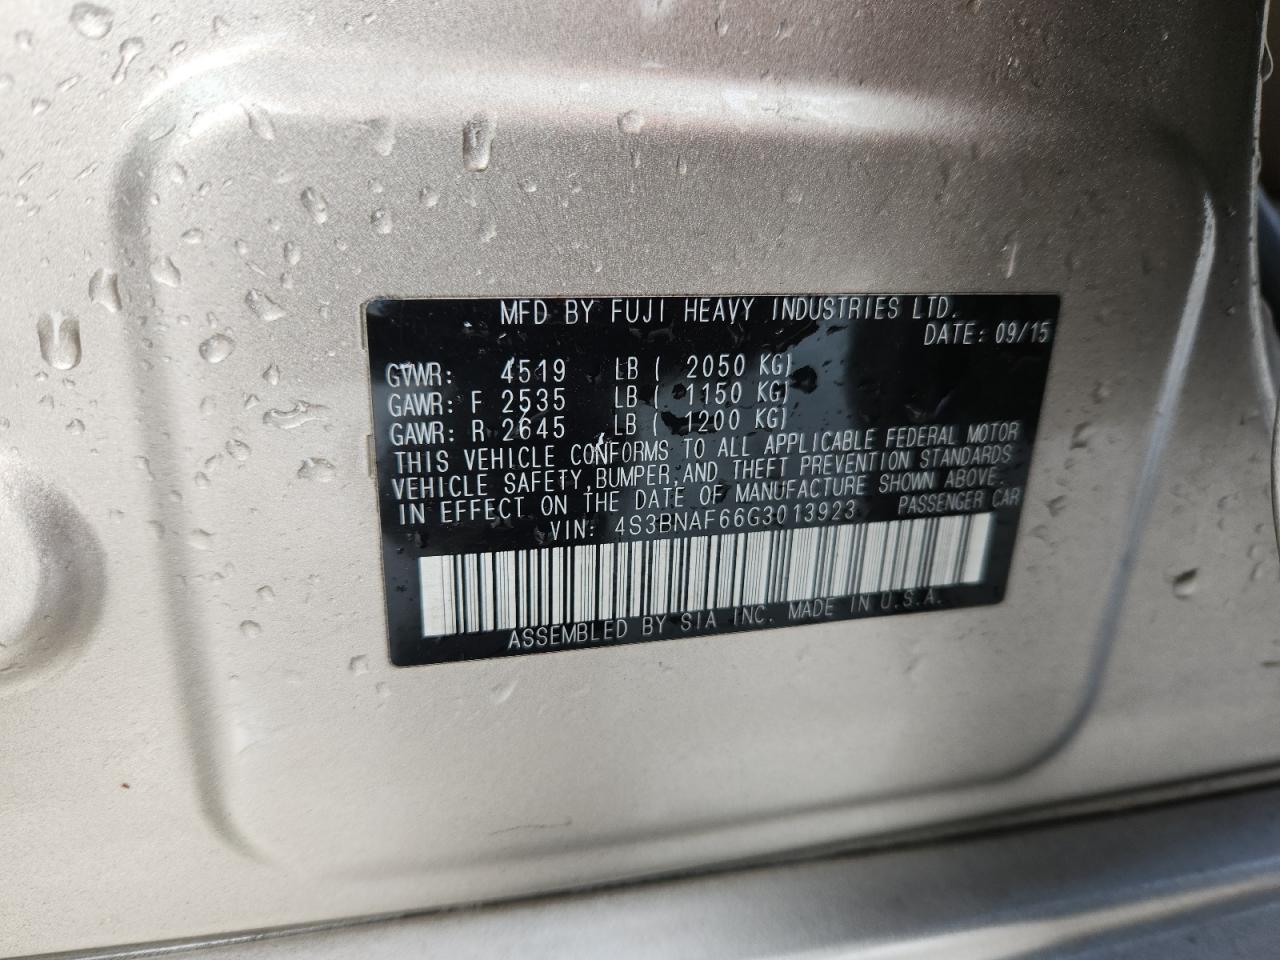 MFD BY FUJI HEAVY INDUSTRIES LTD.
DATE: 09/15
GVWR: 4519 LB ( 2050 KG)
GAWR: F 2535 LB ( 1150 KG)
GAWR: R 2645 LB ( 1200 KG)
THIS VEHICLE CONFORMS TO ALL APPLICABLE FEDERAL MOTOR
VEHICLE SAFETY, BUMPER, AND THEFT PREVENTION STANDARDS
IN EFFECT ON THE DATE OF MANUFACTURE SHOWN ABOVE.
VIN: 4S3BNAF66G3013923 PASSENGER CAR
ASSEMBLED BY SIA INC. MADE IN U.S.A.